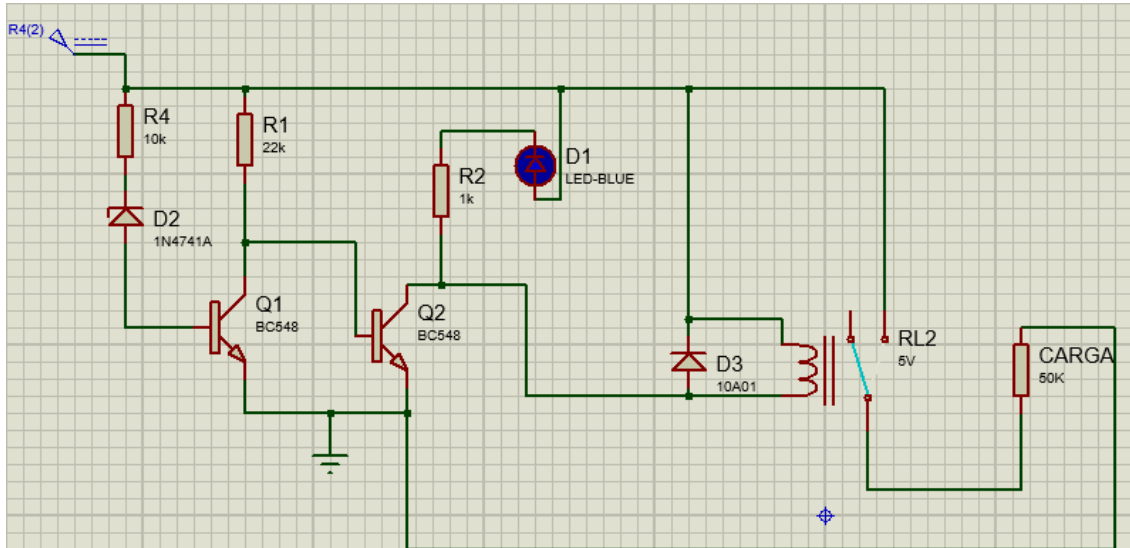 R4(2)
R4
10k
R1
22k
D2
1N4741A
Q1
BC548
R2
1k
D1
LED-BLUE
Q2
BC548
D3
10A01
RL2
5V
CARGA
50K